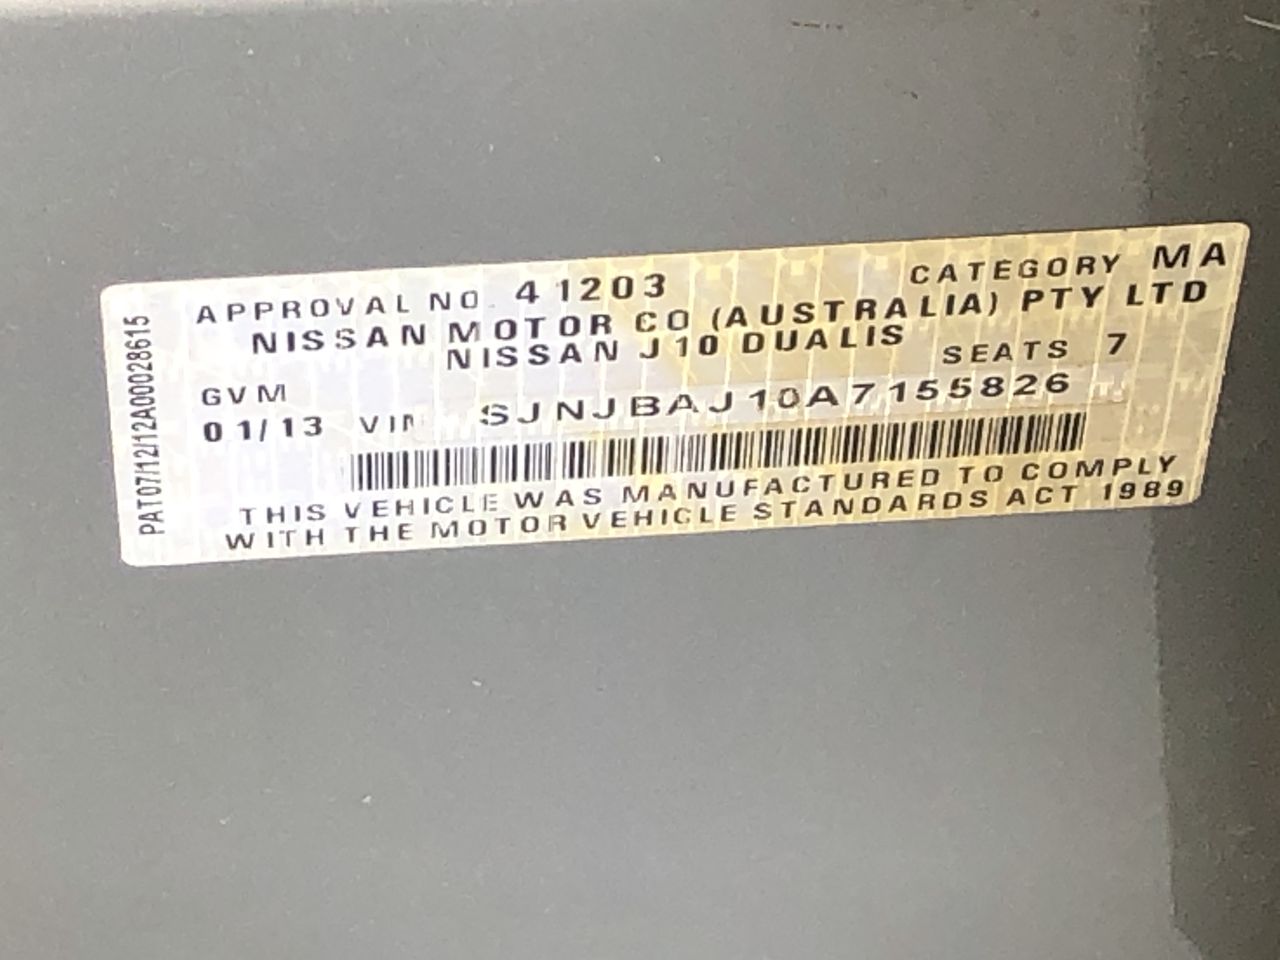 APPROVAL NO. 41203 CATEGORY MA
NISSAN MOTOR CO (AUSTRALIA) PTY LTD
NISSAN J10 DUALIS
SEATS 7
GVM
01/13 VIN SJNJBAJ10A7155826
THIS VEHICLE WAS MANUFACTURED TO COMPLY
WITH THE MOTOR VEHICLE STANDARDS ACT 1989
PAT07/12/12A00028615